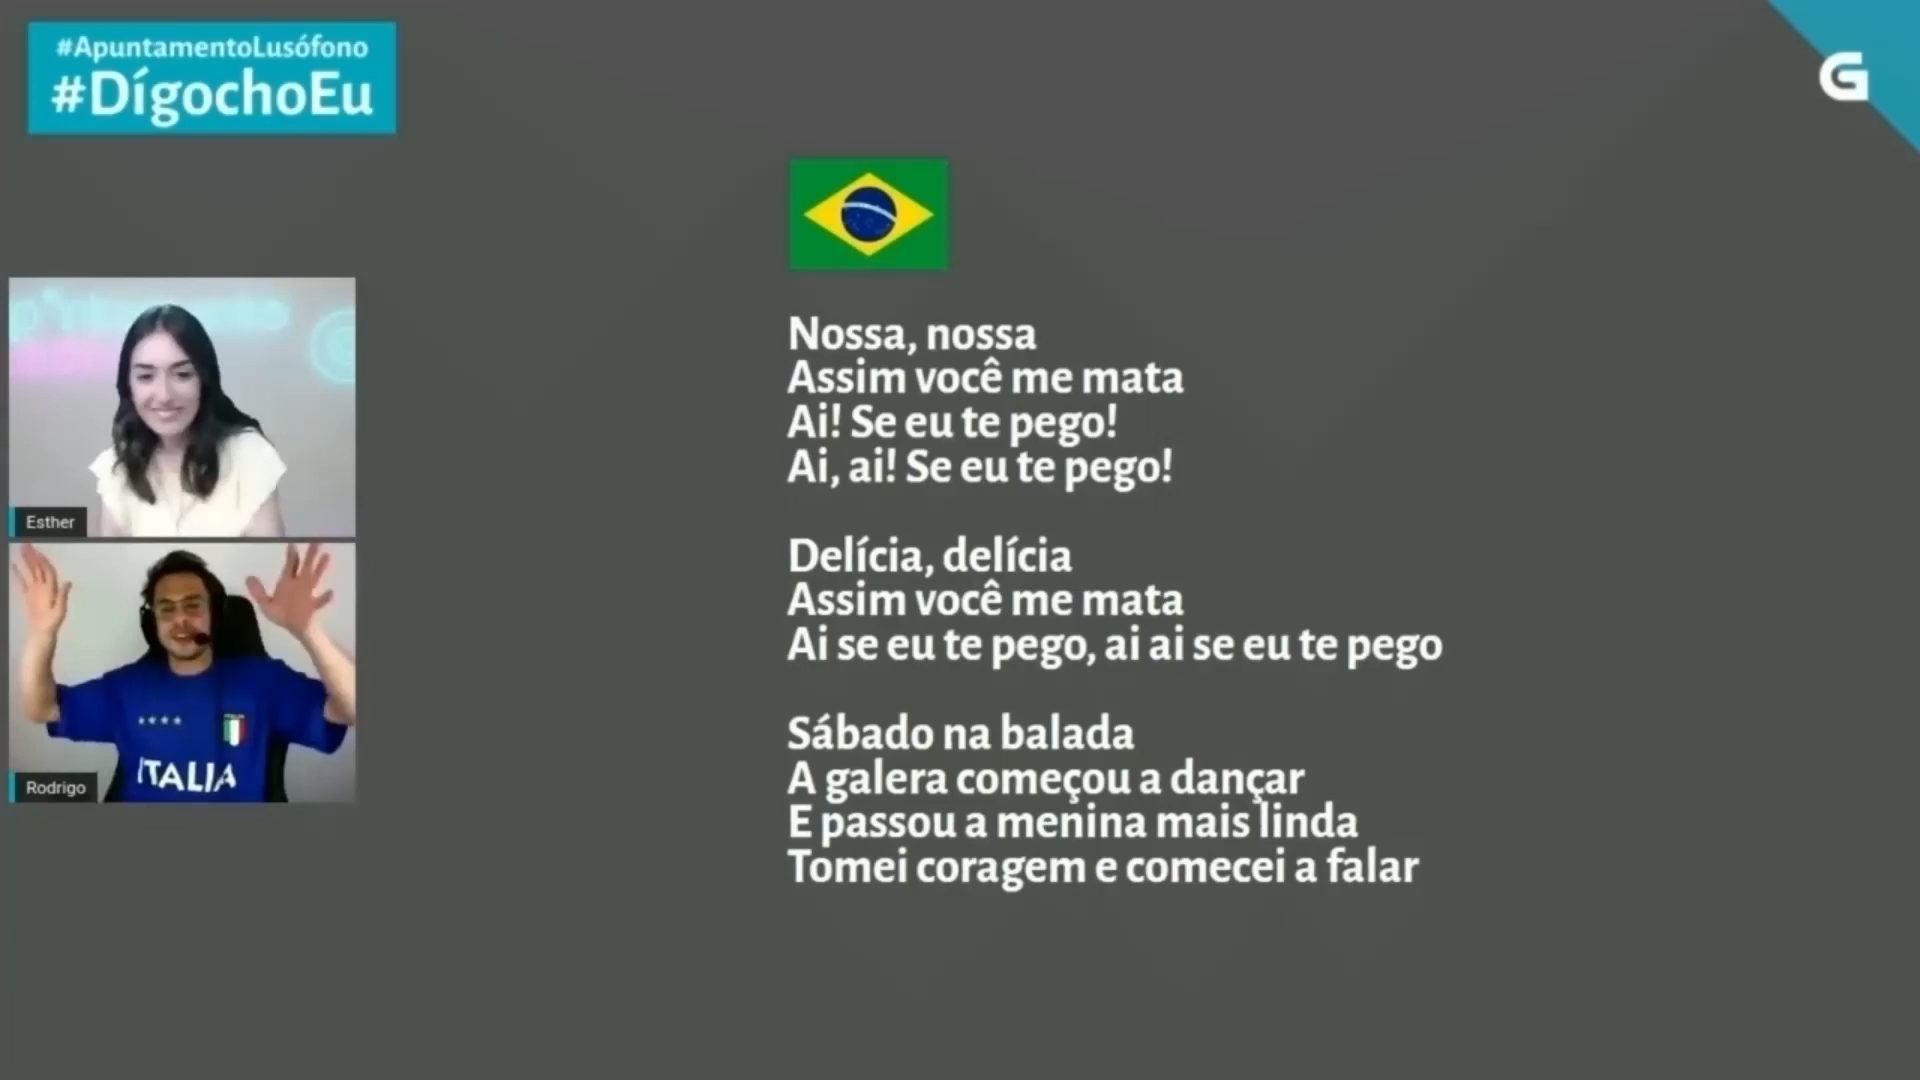 #ApuntamentoLusófono
#DígochoEu
G
Nossa, nossa
Assim você me mata
Ai! Se eu te pego!
Ai, ai! Se eu te pego!
Delícia, delícia
Assim você me mata
Ai se eu te pego, ai ai se eu te pego
Sábado na balada
A galera começou a dançar
E passou a menina mais linda
Tomei coragem e comecei a falar
Esther
ITALIA
Rodrigo